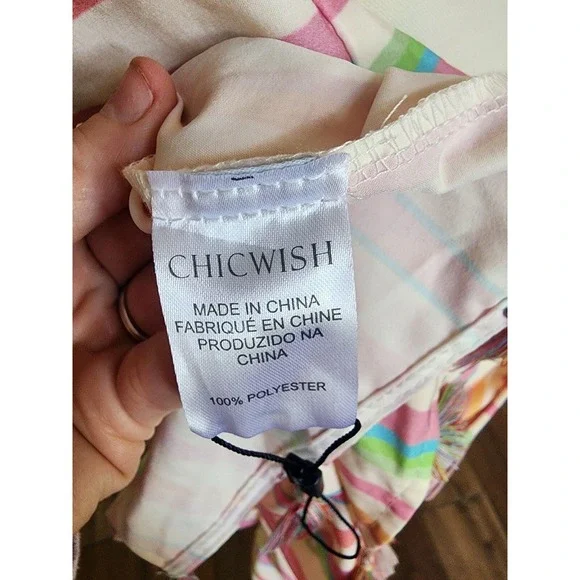 CHICWISH
MADE IN CHINA
FABRIQUÉ EN CHINE
PRODUZIDO NA
CHINA
100% POLYESTER